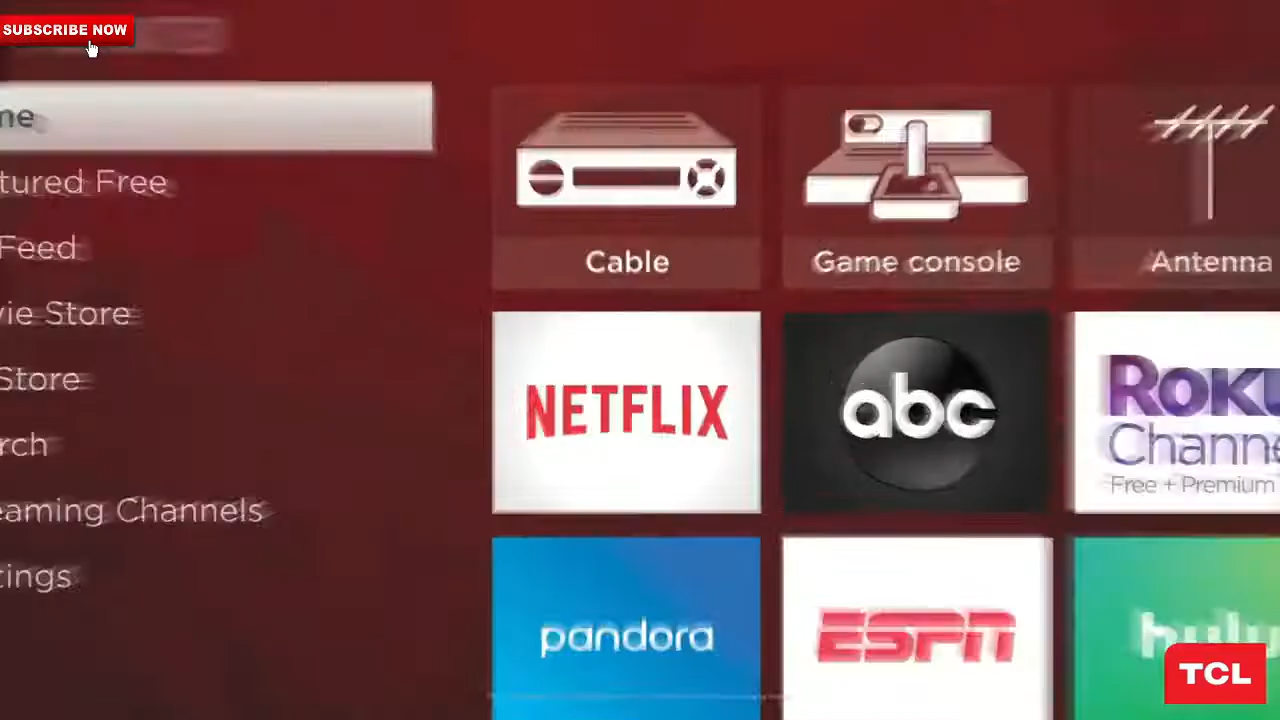 SUBSCRIBE NOW
me
tured Free
Feed
vie Store
Store
rch
eaming Channels
tings
Cable
Game console
Antenna
NETFLIX
abc
Roku
Channe
Free + Premium
pandora
ESPN
hulu
TCL